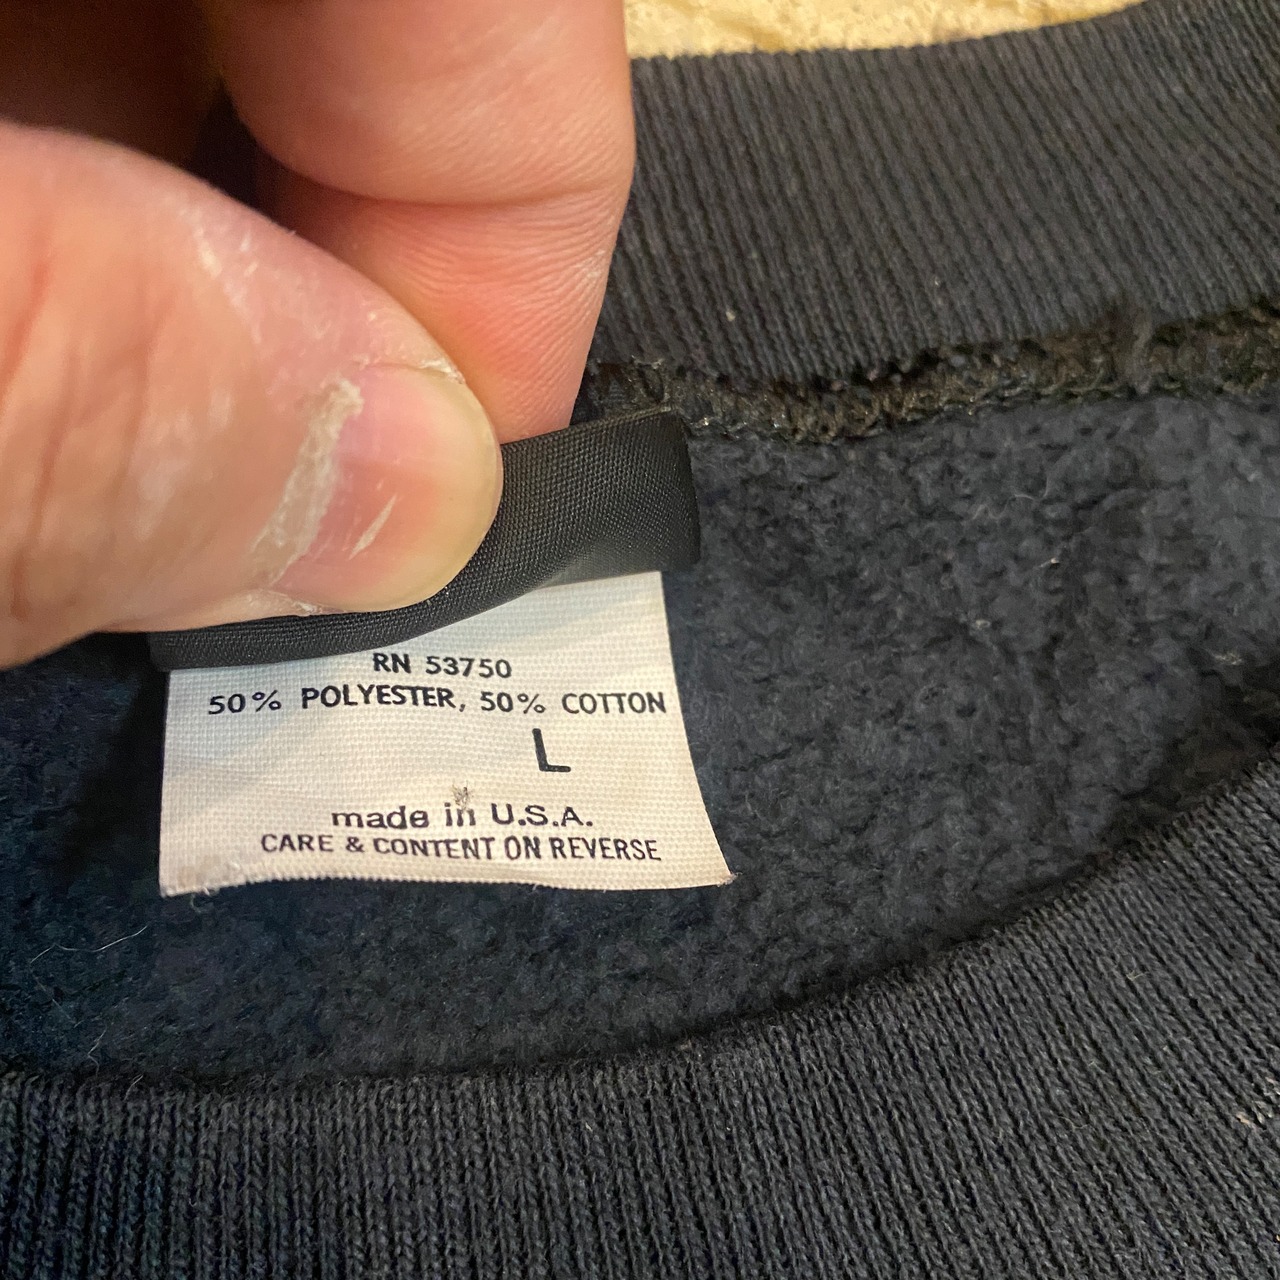 RN 53750
50% POLYESTER, 50% COTTON
L
made in U.S.A.
CARE & CONTENT ON REVERSE